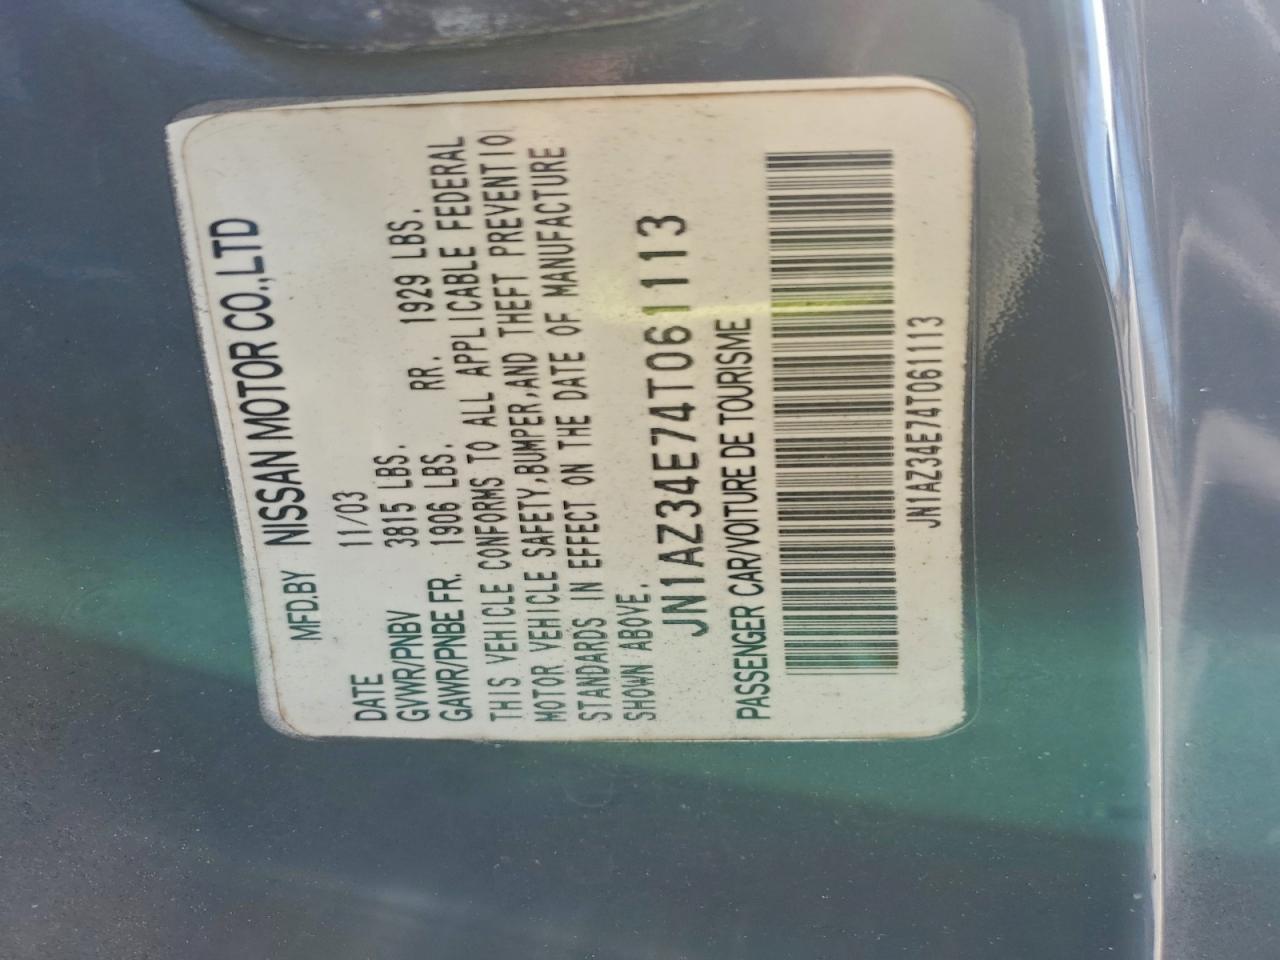 MFD.BY NISSAN MOTOR CO.,LTD
DATE 11/03
GVWR/PNBV 3815 LBS.
GAWR/PNBE FR. 1906 LBS. RR. 1929 LBS.
THIS VEHICLE CONFORMS TO ALL APPLICABLE FEDERAL
MOTOR VEHICLE SAFETY,BUMPER,AND THEFT PREVENTIO
STANDARDS IN EFFECT ON THE DATE OF MANUFACTURE
SHOWN ABOVE.
JN1AZ34E74T061113
PASSENGER CAR/VOITURE DE TOURISME
JN1AZ34E74T061113